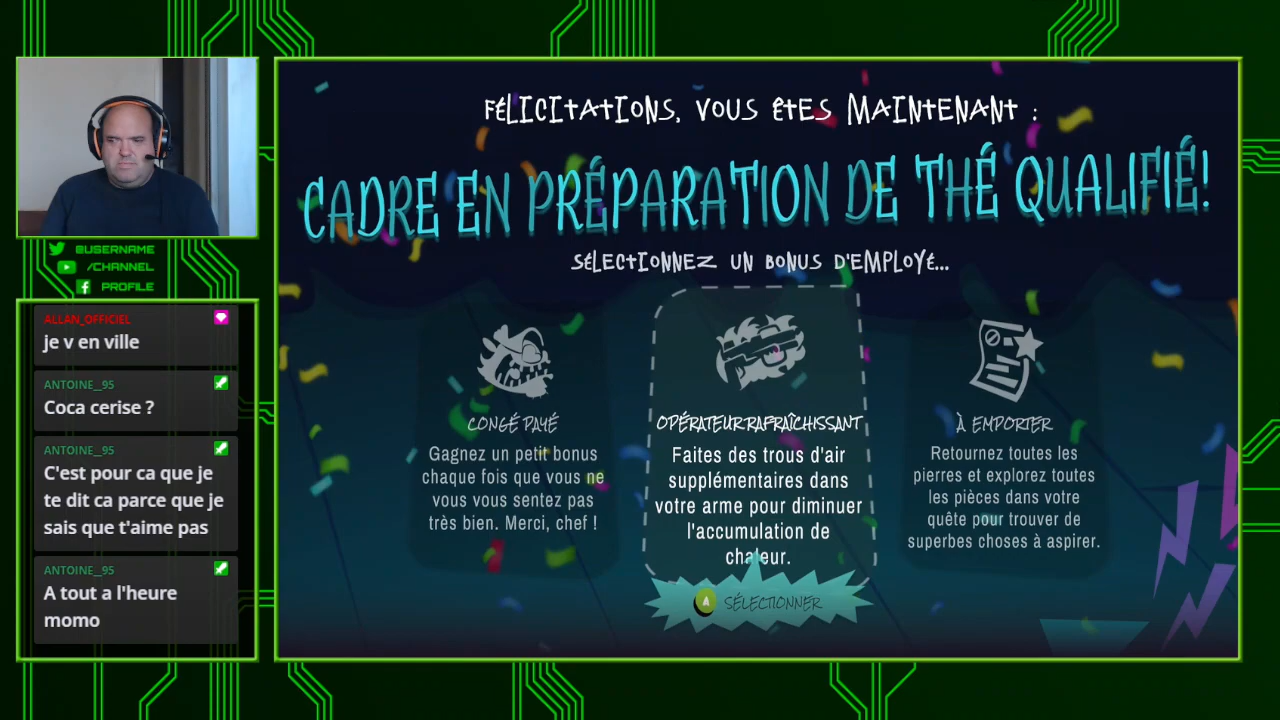 FÉLICITATIONS, VOUS ÊTES MAINTENANT :
CADRE EN PRÉPARATION DE THÉ QUALIFIÉ!
SÉLECTIONNEZ UN BONUS D'EMPLOYÉ...
CONGÉ PAYÉ
Gagnez un petit bonus
chaque fois que vous ne
vous vous sentez pas
très bien. Merci, chef !
OPÉRATEUR RAFRAÎCHISSANT
Faites des trous d'air
supplémentaires dans
votre arme pour diminuer
l'accumulation de
chaleur.
A SÉLECTIONNER
À EMPORTER
Retournez toutes les
pierres et explorez toutes
les pièces dans votre
quête pour trouver de
superbes choses à aspirer.
@USERNAME
/CHANNEL
PROFILE
ALLAN_OFFICIEL
je v en ville
ANTOINE_95
Coca cerise ?
ANTOINE_95
C'est pour ca que je
te dit ca parce que je
sais que t'aime pas
ANTOINE_95
A tout a l'heure
momo